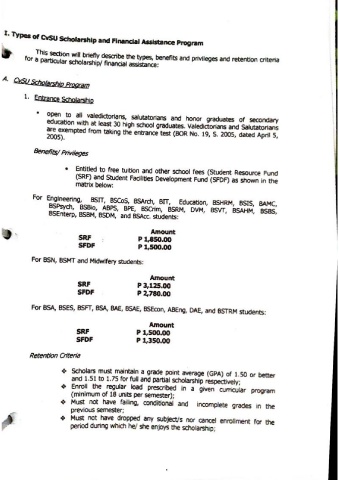 I. Types of CvSU Scholarship and Financial Assistance Program
This section will briefly describe the types, benefits and privileges and retention criteria
for a particular scholarship/ financial assistance:
A. CvSU Scholarship Program
1. Entrance Scholarship
• open to all valedictorians, salutatorians and honor graduates of secondary
education with at least 30 high school graduates. Valedictorians and Salutatorians
are exempted from taking the entrance test (BOR No. 19, S. 2005, dated April 5,
2005).
Benefits/ Privileges
• Entitled to free tuition and other school fees (Student Resource Fund
(SRF) and Student Facilities Development Fund (SFDF) as shown in the
matrix below:
For Engineering, BSIT, BSCoS, BSArch, BIT, Education, BSHRM, BSIS, BAMC,
BSPsych, BSBio, ABPS, BPE, BSCrim, BSRM, DVM, BSVT, BSAHM, BSBS,
BSEnterp, BSBM, BSDM, and BSAcc. students:
Amount
SRF P 1,850.00
SFDF P 1,500.00
For BSN, BSMT and Midwifery students:
Amount
SRF P 3,125.00
SFDF P 2,780.00
For BSA, BSES, BSFT, BSA, BAE, BSAE, BSEcon, ABEng, DAE, and BSTRM students:
Amount
SRF P 1,500.00
SFDF P 1,350.00
Retention Criteria
❖ Scholars must maintain a grade point average (GPA) of 1.50 or better
and 1.51 to 1.75 for full and partial scholarship respectively;
❖ Enroll the regular load prescribed in a given curricular program
(minimum of 18 units per semester);
❖ Must not have failing, conditional and incomplete grades in the
previous semester;
❖ Must not have dropped any subject/s nor cancel enrollment for the
period during which he/ she enjoys the scholarship;